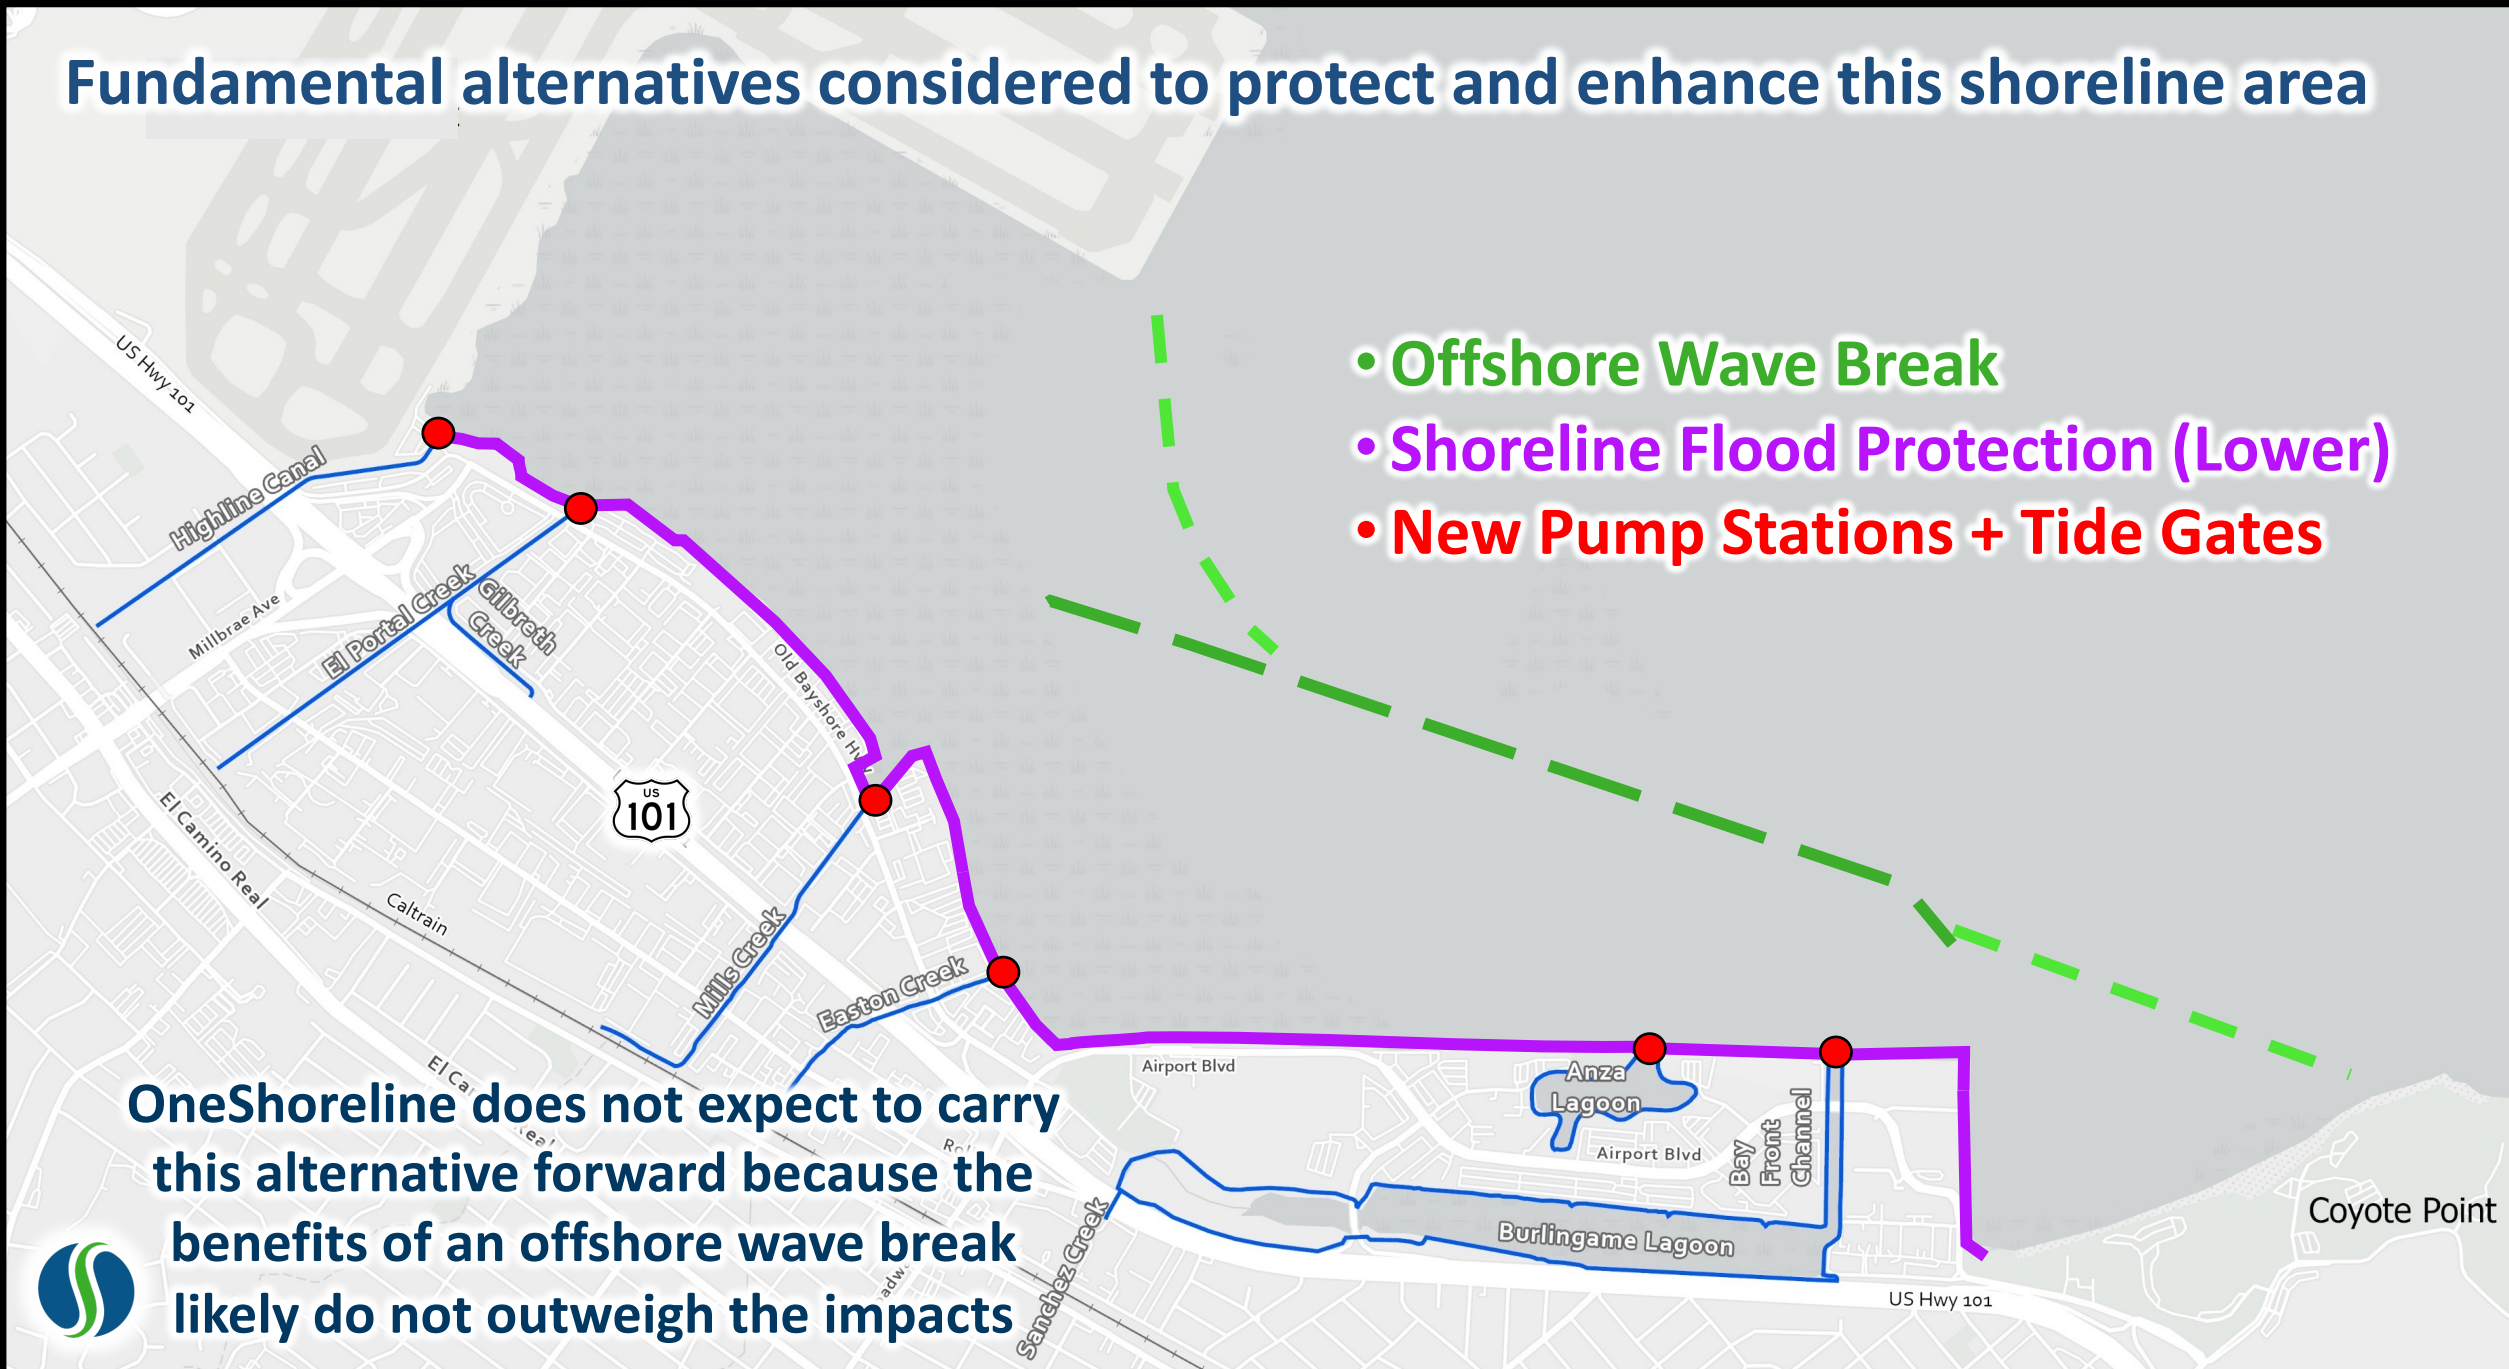 Fundamental alternatives considered to protect and enhance this shoreline area
• Offshore Wave Break
• Shoreline Flood Protection (Lower)
• New Pump Stations + Tide Gates
US Hwy 101
Highline Canal
Millbrae Ave
El Portal Creek
Gilbreth
Creek
Old Bayshore Hwy
US
101
El Camino Real
Caltrain
Mills Creek
Easton Creek
Airport Blvd
Anza
Lagoon
Airport Blvd
Bay
Front
Channel
Burlingame Lagoon
Sanchez Creek
US Hwy 101
Coyote Point
OneShoreline does not expect to carry
this alternative forward because the
benefits of an offshore wave break
likely do not outweigh the impacts